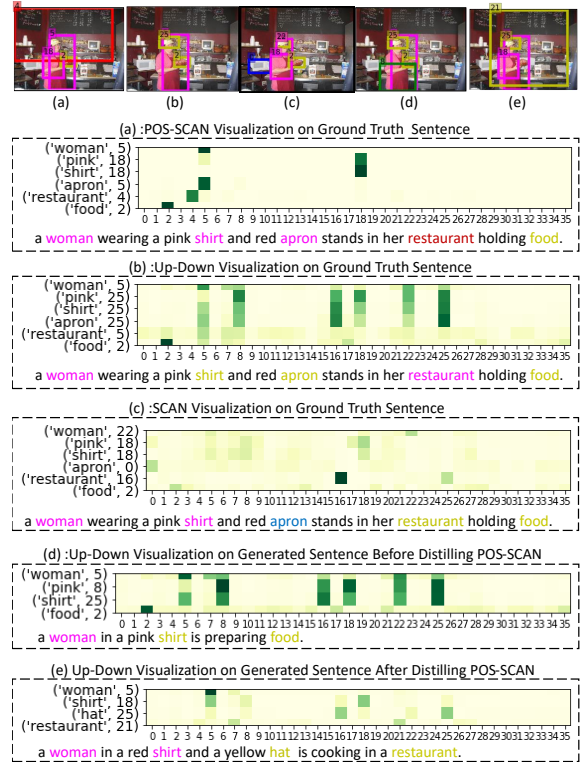 4
5
18
2
25
22
21
(a) (b) (c) (d) (e)
(a) :POS-SCAN Visualization on Ground Truth Sentence
('woman', 5)
('pink', 18)
('shirt', 18)
('apron', 5)
('restaurant', 4)
('food', 2)
0 1 2 3 4 5 6 7 8 9 10 11 12 13 14 15 16 17 18 19 20 21 22 23 24 25 26 27 28 29 30 31 32 33 34 35
a woman wearing a pink shirt and red apron stands in her restaurant holding food.
(b) :Up-Down Visualization on Ground Truth Sentence
('woman', 5)
('pink', 25)
('shirt', 25)
('apron', 25)
('restaurant', 5)
('food', 2)
0 1 2 3 4 5 6 7 8 9 10 11 12 13 14 15 16 17 18 19 20 21 22 23 24 25 26 27 28 29 30 31 32 33 34 35
a woman wearing a pink shirt and red apron stands in her restaurant holding food.
(c) :SCAN Visualization on Ground Truth Sentence
('woman', 22)
('pink', 18)
('shirt', 18)
('apron', 0)
('restaurant', 16)
('food', 2)
0 1 2 3 4 5 6 7 8 9 10 11 12 13 14 15 16 17 18 19 20 21 22 23 24 25 26 27 28 29 30 31 32 33 34 35
a woman wearing a pink shirt and red apron stands in her restaurant holding food.
(d) :Up-Down Visualization on Generated Sentence Before Distilling POS-SCAN
('woman', 5)
('pink', 8)
('shirt', 25)
('food', 2)
0 1 2 3 4 5 6 7 8 9 10 11 12 13 14 15 16 17 18 19 20 21 22 23 24 25 26 27 28 29 30 31 32 33 34 35
a woman in a pink shirt is preparing food.
(e) Up-Down Visualization on Generated Sentence After Distilling POS-SCAN
('woman', 5)
('shirt', 18)
('hat', 25)
('restaurant', 21)
0 1 2 3 4 5 6 7 8 9 10 11 12 13 14 15 16 17 18 19 20 21 22 23 24 25 26 27 28 29 30 31 32 33 34 35
a woman in a red shirt and a yellow hat is cooking in a restaurant.